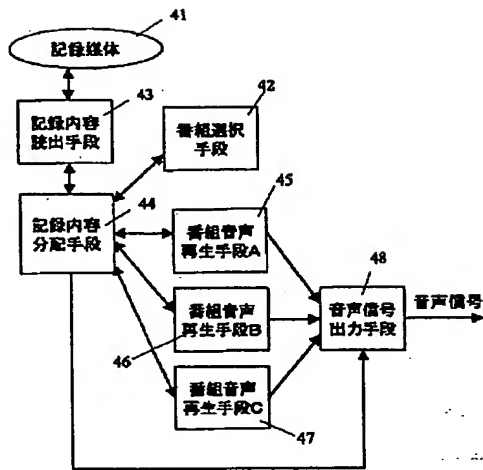 41
記録媒体
43
42
記録内容
読出手段
番組選択
手段
44
45
記録内容
分配手段
番組音声
再生手段A
48
音声信号
出力手段
音声信号
番組音声
再生手段B
46
番組音声
再生手段C
47